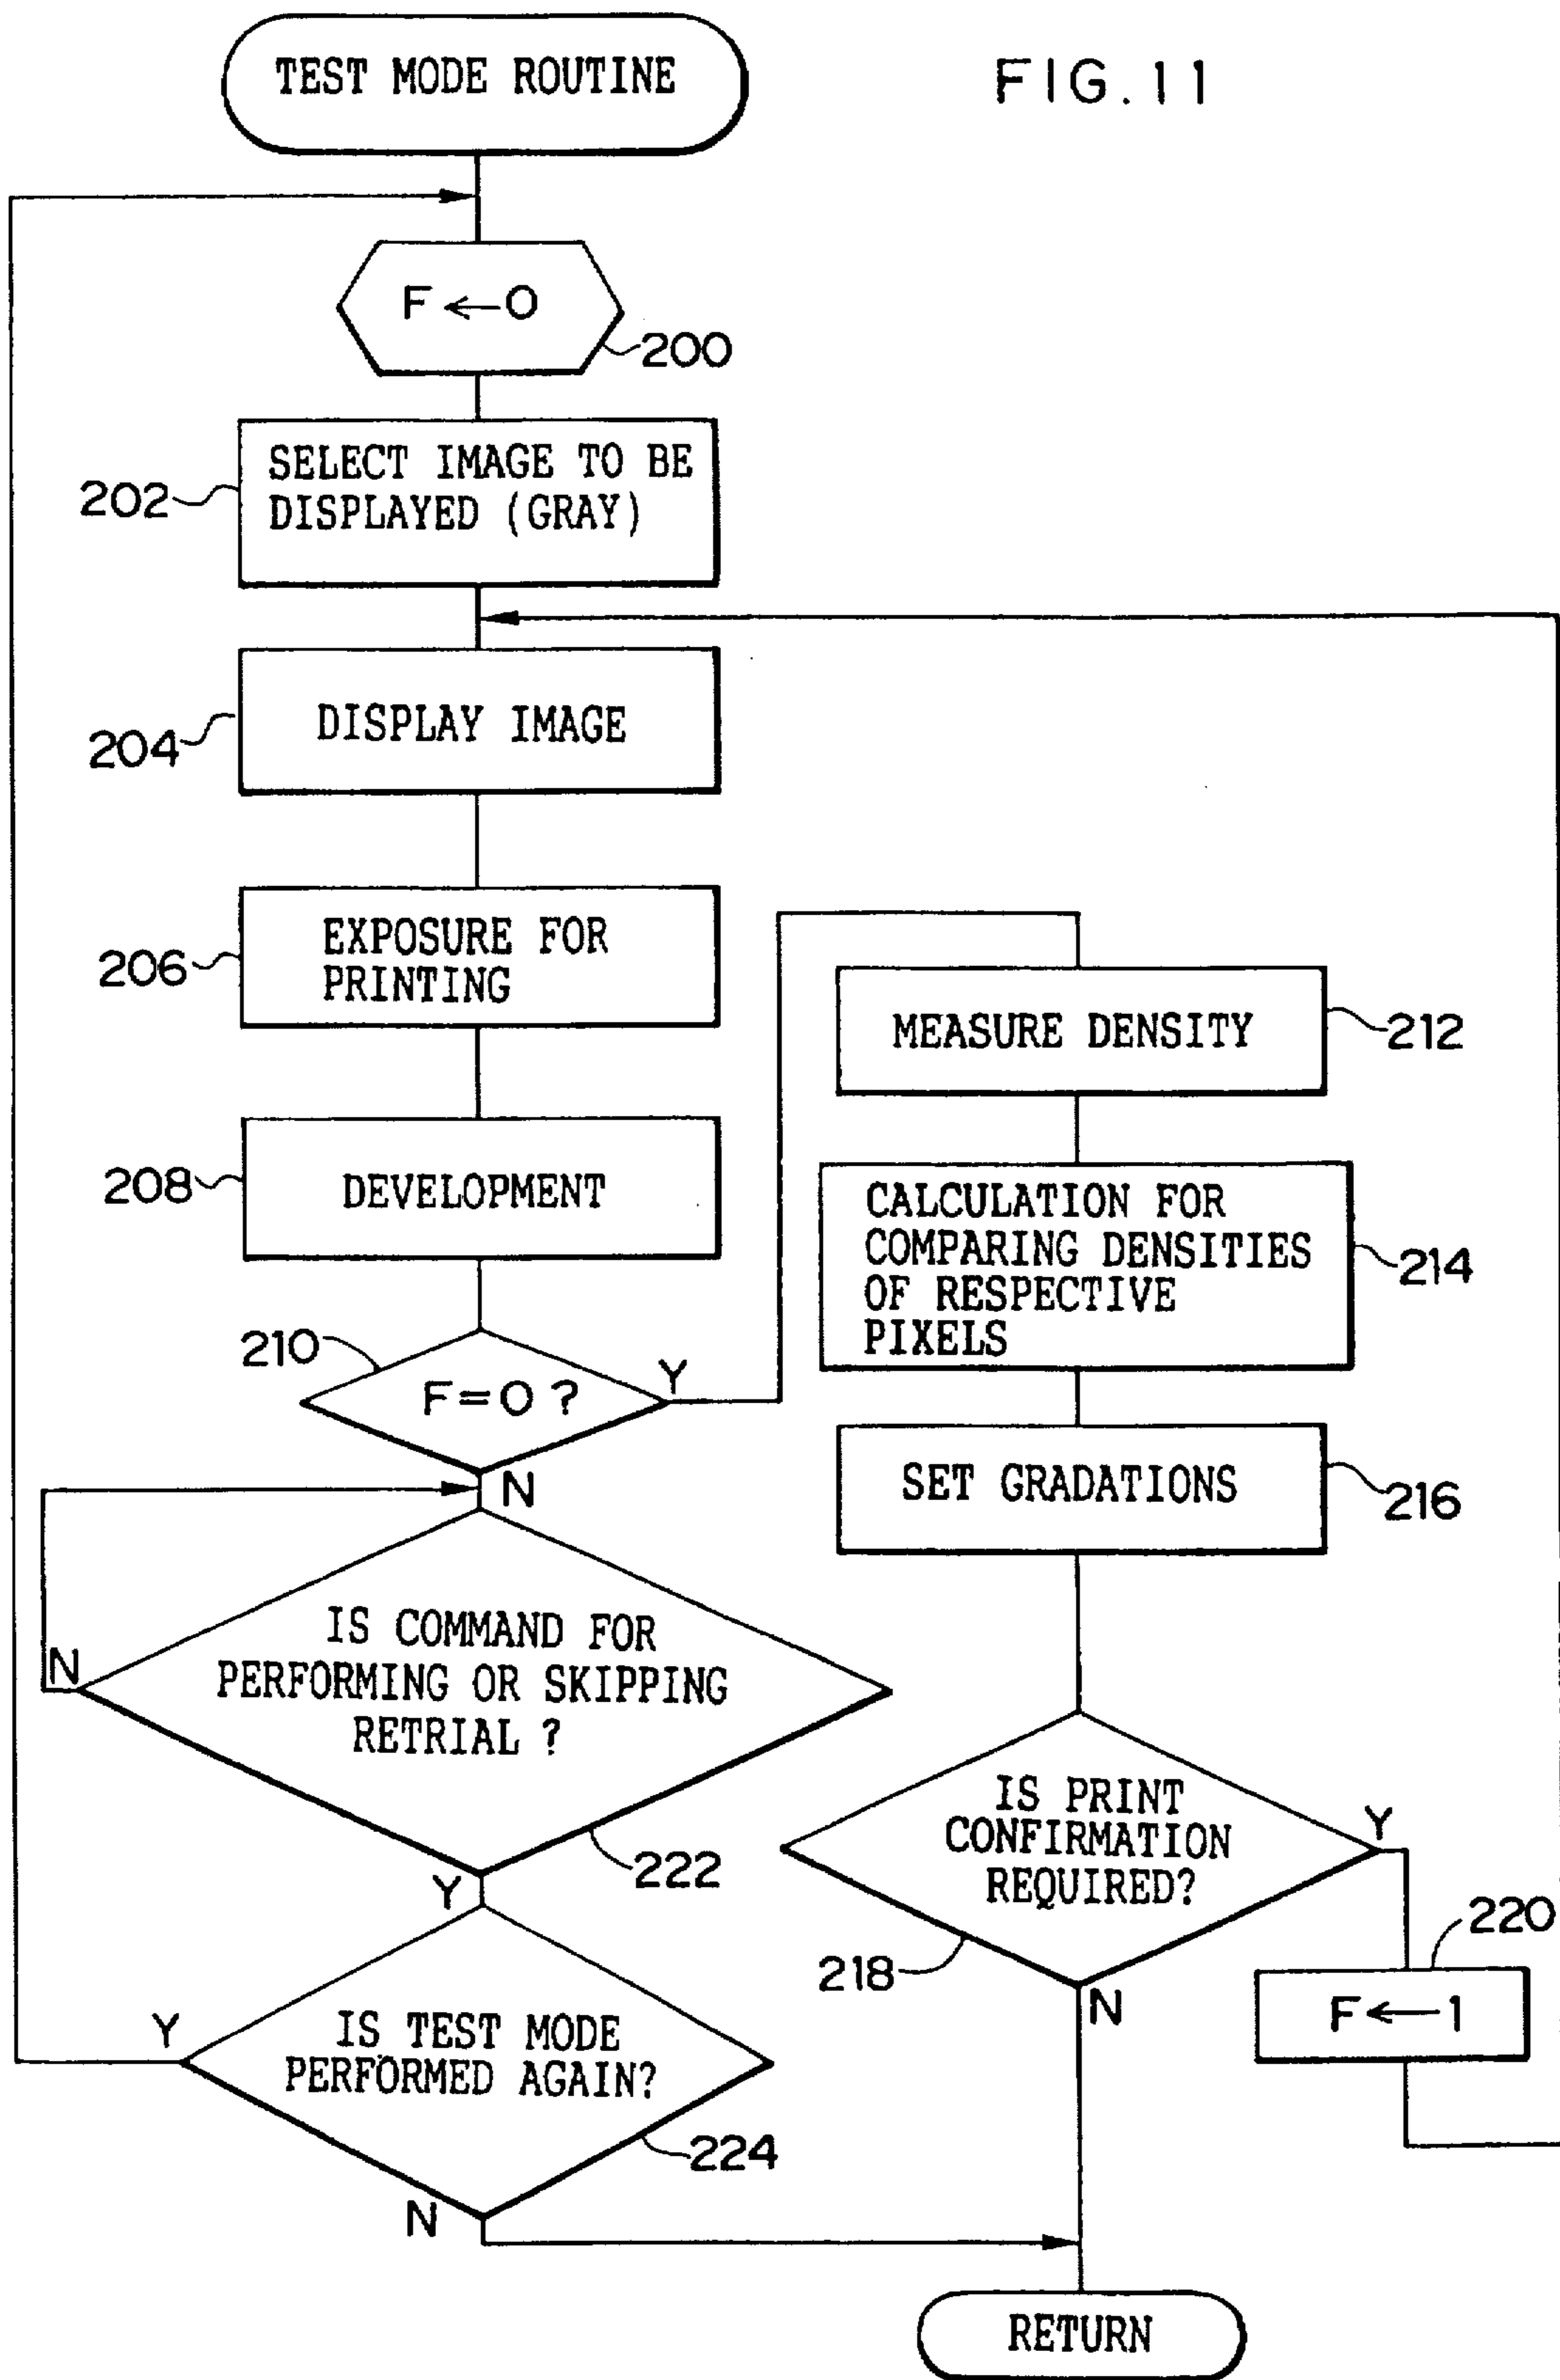 TEST MODE ROUTINE
FIG. 11
F ← 0
200
SELECT IMAGE TO BE
DISPLAYED (GRAY)
202
DISPLAY IMAGE
204
EXPOSURE FOR
PRINTING
206
DEVELOPMENT
208
210
F = 0 ?
Y
N
MEASURE DENSITY
212
CALCULATION FOR
COMPARING DENSITIES
OF RESPECTIVE
PIXELS
214
SET GRADATIONS
216
IS COMMAND FOR
PERFORMING OR SKIPPING
RETRIAL ?
N
222
Y
IS PRINT
CONFIRMATION
REQUIRED?
Y
218
N
220
F ← 1
IS TEST MODE
PERFORMED AGAIN?
Y
224
N
RETURN